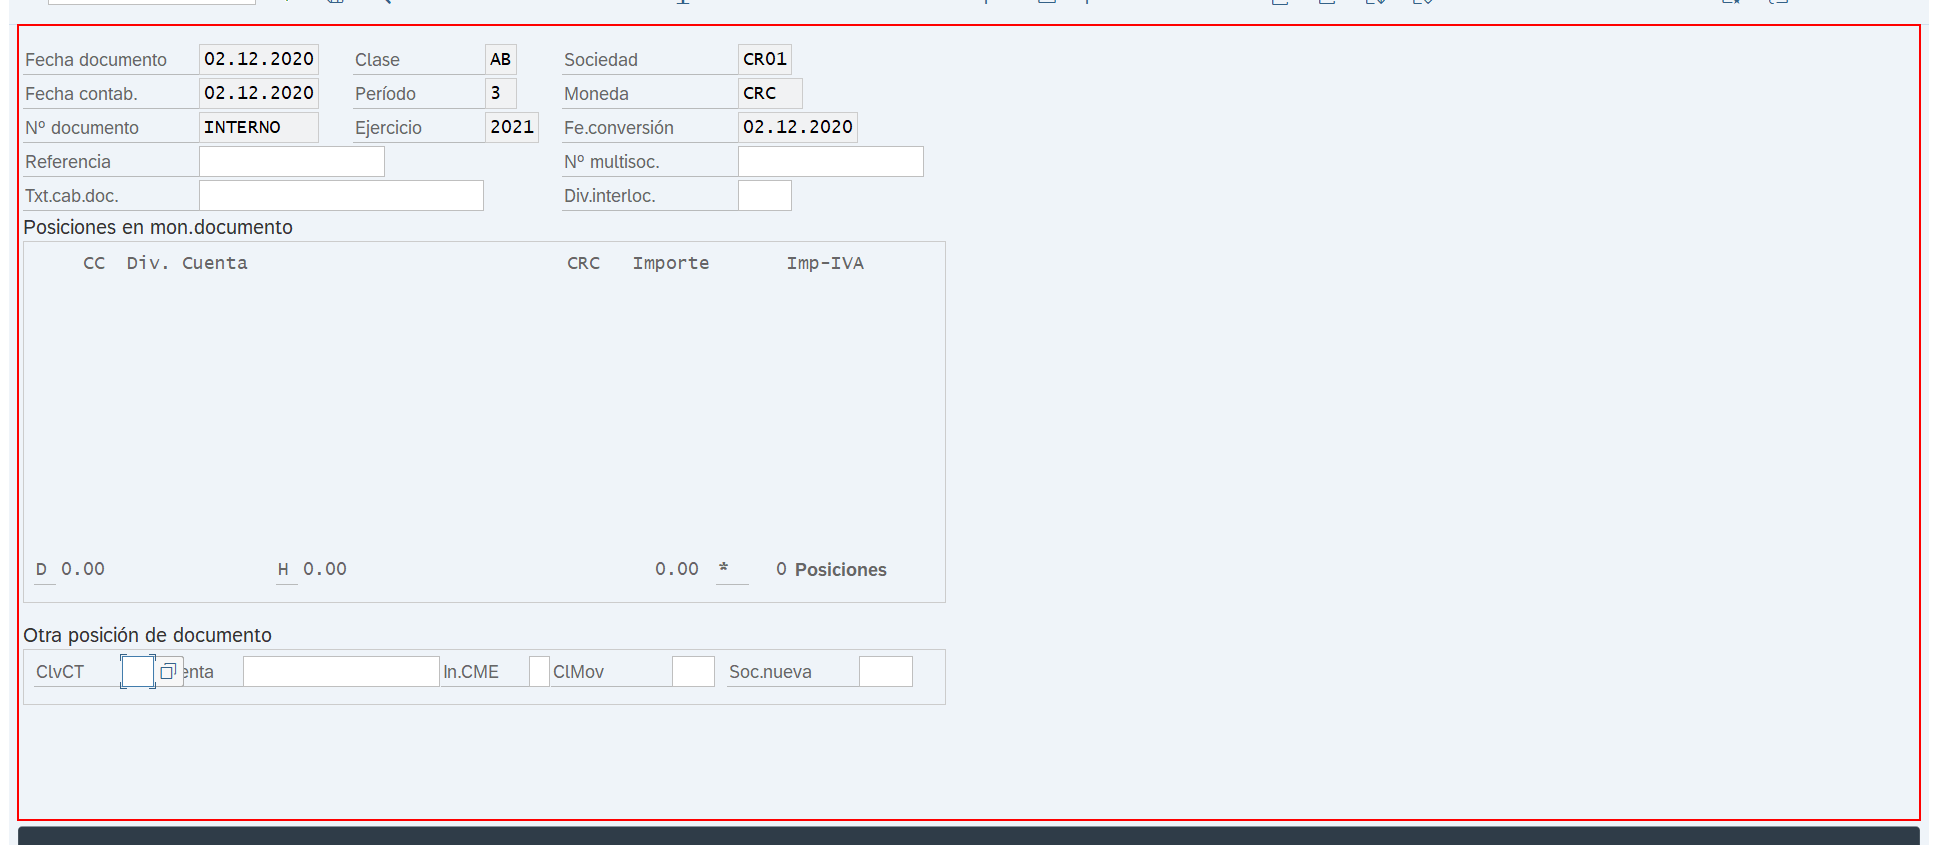 Fecha documento 02.12.2020 Clase AB Sociedad CR01
Fecha contab. 02.12.2020 Período 3 Moneda CRC
Nº documento INTERNO Ejercicio 2021 Fe.conversión 02.12.2020
Referencia Nº multisoc.
Txt.cab.doc. Div.interloc.
Posiciones en mon.documento
CC Div. Cuenta CRC Importe Imp-IVA
D 0.00 H 0.00 0.00 * 0 Posiciones
Otra posición de documento
ClvCT enta In.CME ClMov Soc.nueva